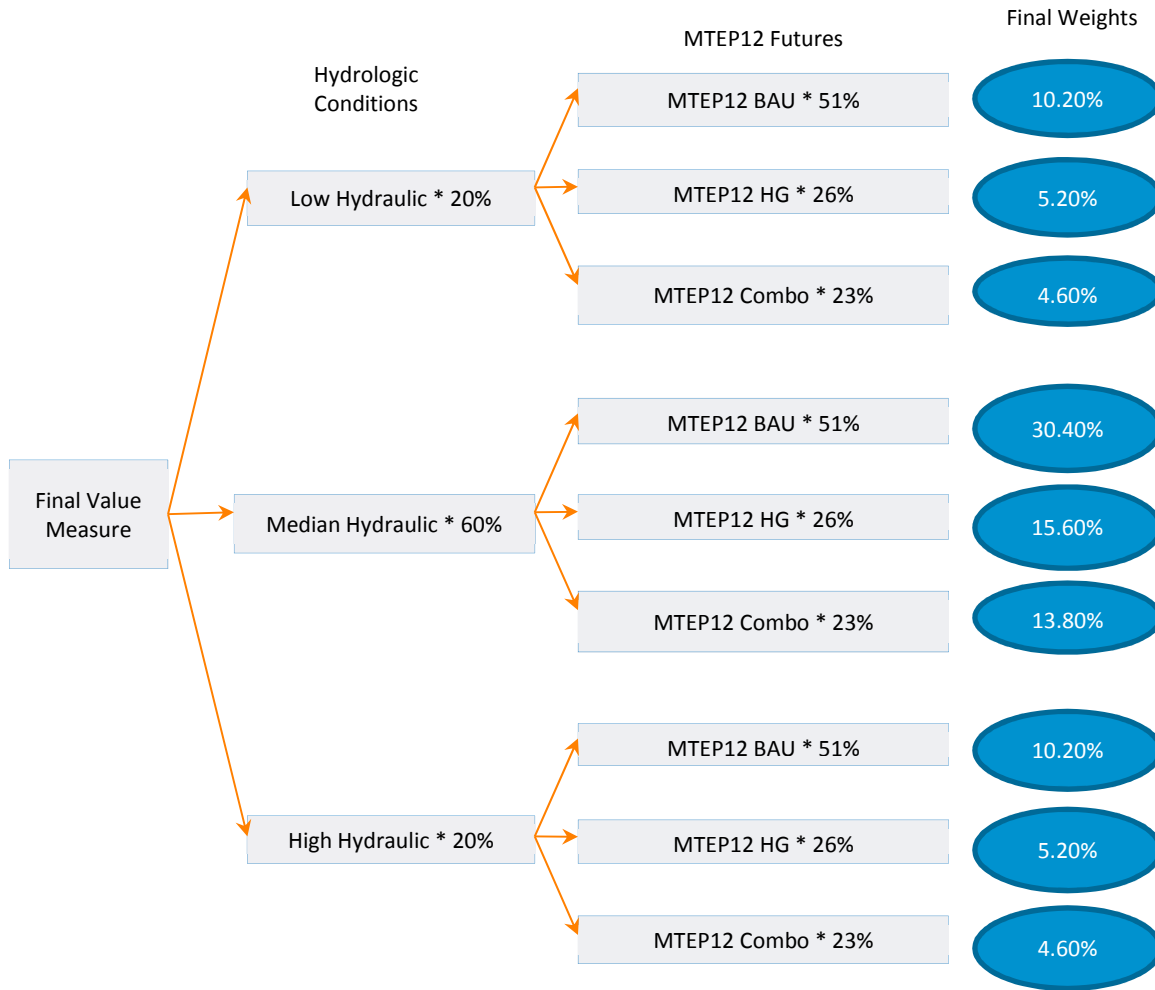 Final Weights
MTEP12 Futures
Hydrologic
Conditions
MTEP12 BAU * 51%
10.20%
Low Hydraulic * 20%
MTEP12 HG * 26%
5.20%
MTEP12 Combo * 23%
4.60%
MTEP12 BAU * 51%
30.40%
Final Value
Measure
Median Hydraulic * 60%
MTEP12 HG * 26%
15.60%
MTEP12 Combo * 23%
13.80%
MTEP12 BAU * 51%
10.20%
High Hydraulic * 20%
MTEP12 HG * 26%
5.20%
MTEP12 Combo * 23%
4.60%